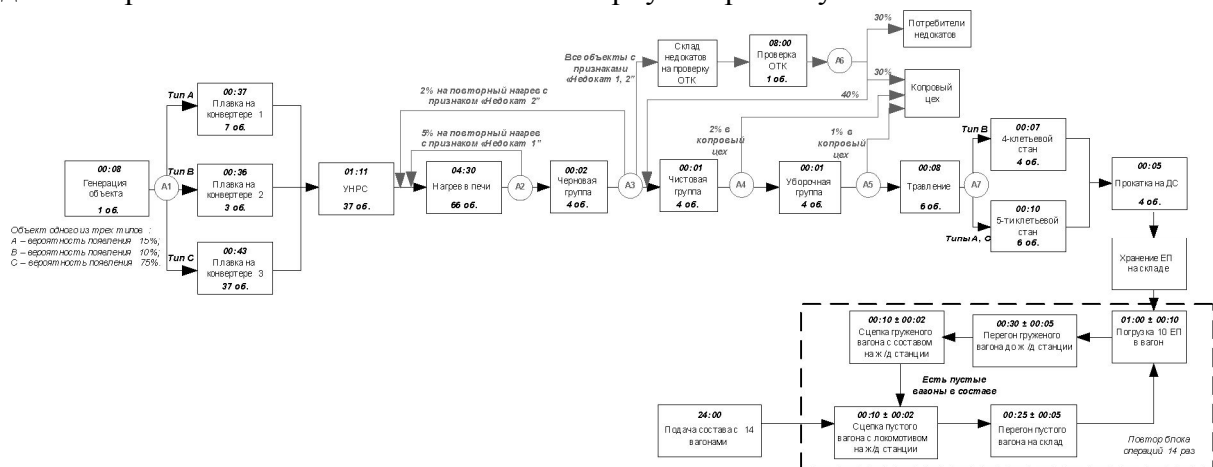 30%
Потребители
недокатов
Все объекты с
признаками
«Недокат 1, 2”
Склад
недокатов
на проверку
ОТК
08:00
Проверка
ОТК
1 об.
А6
30%
40%
Копровый
цех
2% на повторный нагрев с
признаком «Недокат 2”
5% на повторный нагрев
с признаком «Недокат 1”
2% в
копровый
цех
1% в
копровый
цех
Тип А
00:37
Плавка на
конвертере 1
7 об.
00:08
Генерация
объекта
1 об.
А1
Тип В
00:36
Плавка на
конвертере 2
3 об.
Тип С
00:43
Плавка на
конвертере 3
37 об.
Объект одного из трех типов :
А – вероятность появления 15%;
В – вероятность появления 10%;
С – вероятность появления 75%.
01:11
УНРС
37 об.
04:30
Нагрев в печи
66 об.
А2
00:02
Черновая
группа
4 об.
А3
00:01
Чистовая
группа
4 об.
А4
00:01
Уборочная
группа
4 об.
А5
00:08
Травление
6 об.
А7
Тип В
00:07
4-клетьевой
стан
4 об.
Типы А, С
00:10
5-тиклетьевой
стан
6 об.
00:05
Прокатка на ДС
4 об.
Хранение ЕП
на складе
00:10 ± 00:02
Сцепка груженого
вагона с составом
на ж /д станции
00:30 ± 00:05
Перегон груженого
вагона до ж /д станции
01:00 ± 00:10
Погрузка 10 ЕП
в вагон
Есть пустые
вагоны в составе
24:00
Подача состава с 14
вагонами
00:10 ± 00:02
Сцепка пустого
вагона с локомотивом
на ж/д станции
00:25 ± 00:05
Перегон пустого
вагона на склад
Повтор блока
операций 14 раз